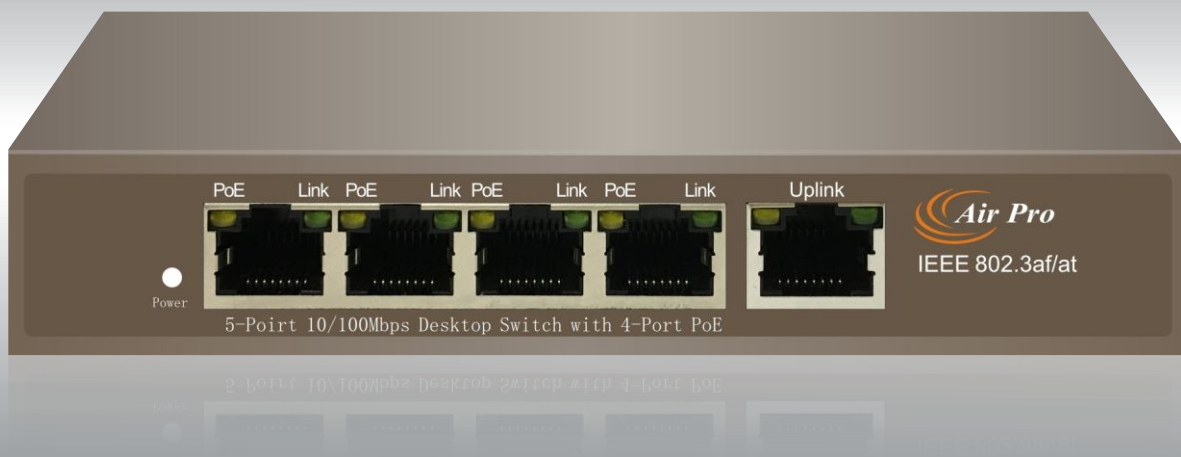 PoE Link PoE Link PoE Link PoE Link Uplink
Air Pro
IEEE 802.3af/at
Power
5-Poirt 10/100Mbps Desktop Switch with 4-Port PoE